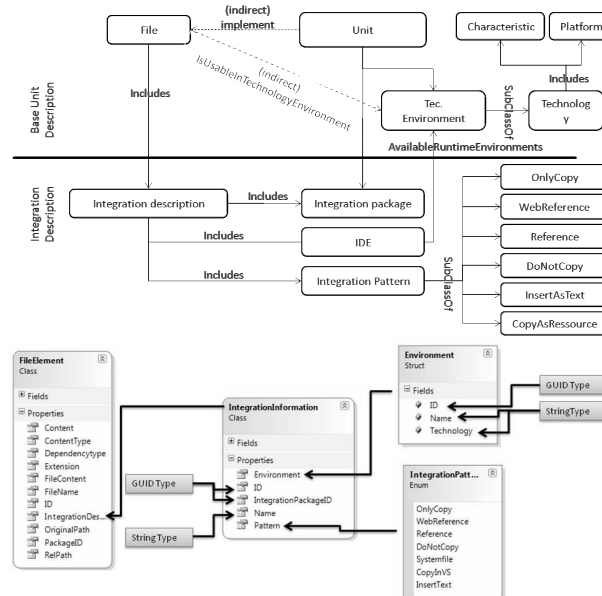 (indirect)
implement
File
Unit
Characteristic
Platform
(indirect)
IsUsableInTechnologyEnvironment
Includes
Includes
Base Unit
Description
Tec.
Environment
SubClassOf
Technolog
y
AvailableRuntimeEnvironments
Integration
Description
Integration description
Includes
Integration package
Includes
IDE
Includes
Integration Pattern
SubClassOf
OnlyCopy
WebReference
Reference
DoNotCopy
InsertAsText
CopyAsRessource
FileElement
Class
Fields
Properties
Content
ContentType
Dependencytype
Extension
FileContent
FileName
ID
IntegrationDes...
OriginalPath
PackageID
RelPath
GUID Type
StringType
IntegrationInformation
Class
Fields
Properties
Environment
ID
IntegrationPackageID
Name
Pattern
Environment
Struct
Fields
ID
Name
Technology
GUID Type
StringType
IntegrationPatt...
Enum
OnlyCopy
WebReference
Reference
DoNotCopy
Systemfile
CopyInVS
InsertText